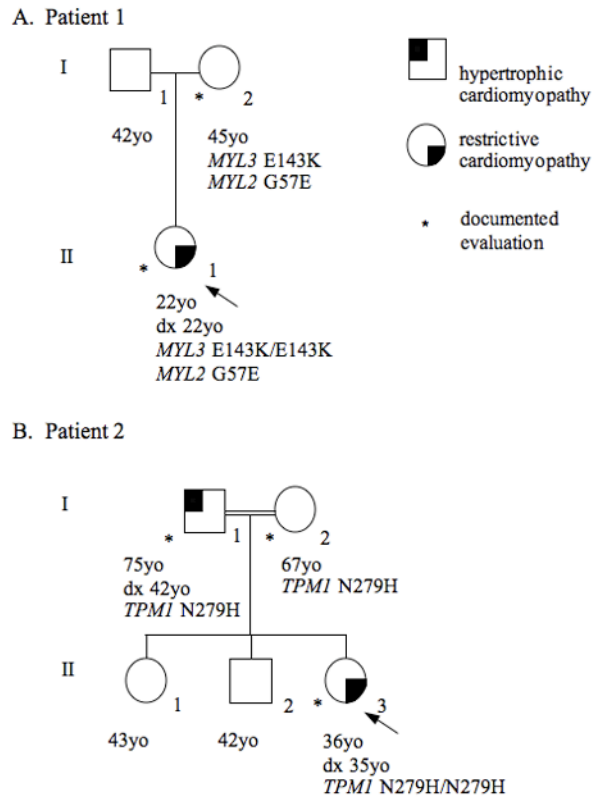 A. Patient 1
I
1
*
2
42yo
45yo
MYL3 E143K
MYL2 G57E
hypertrophic
cardiomyopathy
restrictive
cardiomyopathy
* documented
evaluation
II
*
1
22yo
dx 22yo
MYL3 E143K/E143K
MYL2 G57E
B. Patient 2
I
*
1
*
2
75yo
dx 42yo
TPM1 N279H
67yo
TPM1 N279H
II
1
2
*
3
43yo
42yo
36yo
dx 35yo
TPM1 N279H/N279H